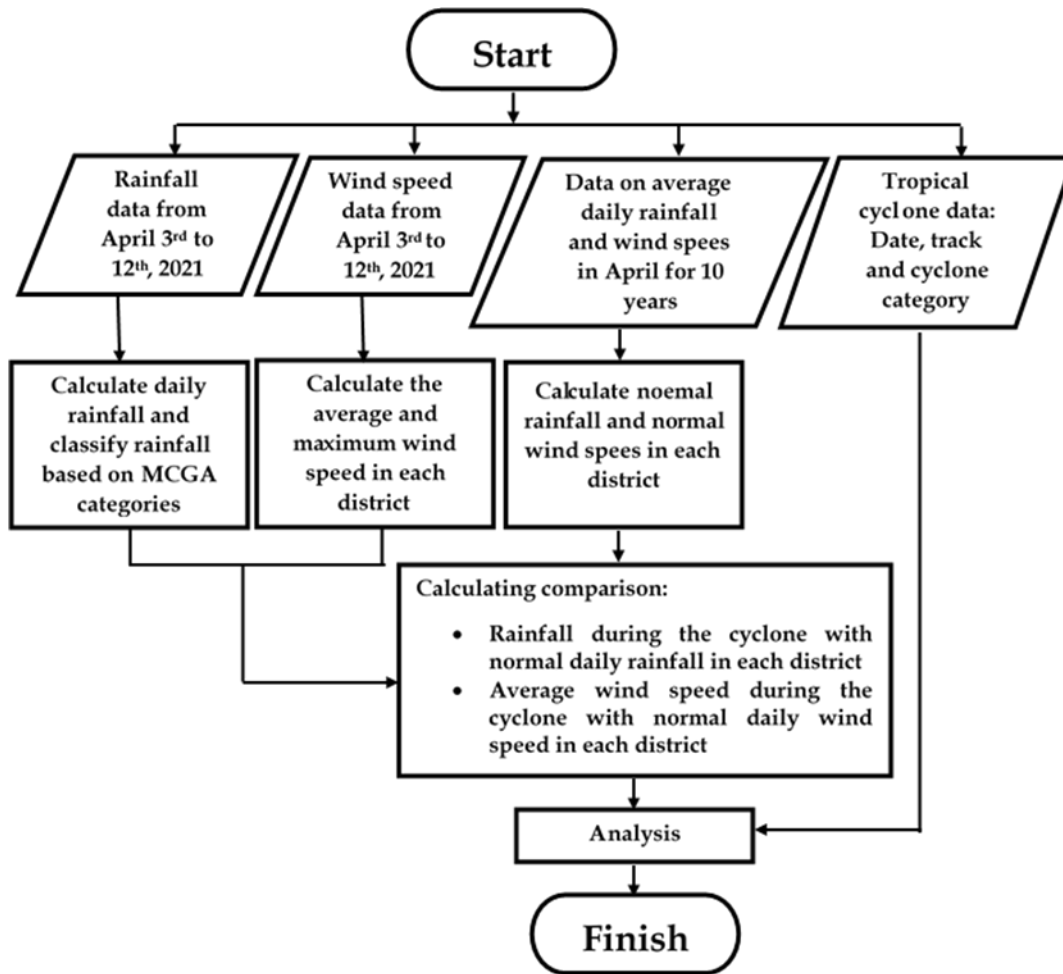 Start
Rainfall
data from
April 3rd to
12th, 2021
Wind speed
data from
April 3rd to
12th, 2021
Data on average
daily rainfall
and wind spees
in April for 10
years
Tropical
cyclone data:
Date, track
and cyclone
category
Calculate daily
rainfall and
classify rainfall
based on MCGA
categories
Calculate the
average and
maximum wind
speed in each
district
Calculate noemal
rainfall and normal
wind spees in each
district
Calculating comparison:
• Rainfall during the cyclone with
normal daily rainfall in each district
• Average wind speed during the
cyclone with normal daily wind
speed in each district
Analysis
Finish